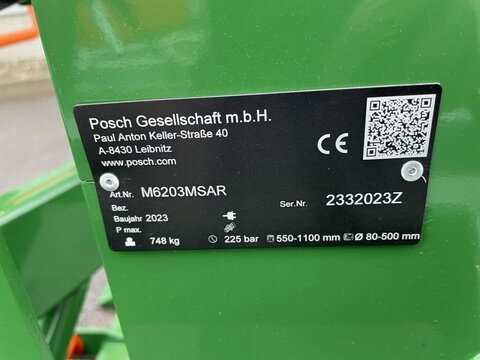 Posch Gesellschaft m.b.H.
Paul Anton Keller-Straße 40
A-8430 Leibnitz
www.posch.com
CE
Art.Nr. M6203MSAR
Ser.Nr. 2332023Z
Bez.
Baujahr 2023
P max.
748 kg 225 bar 550-1100 mm Ø 80-500 mm